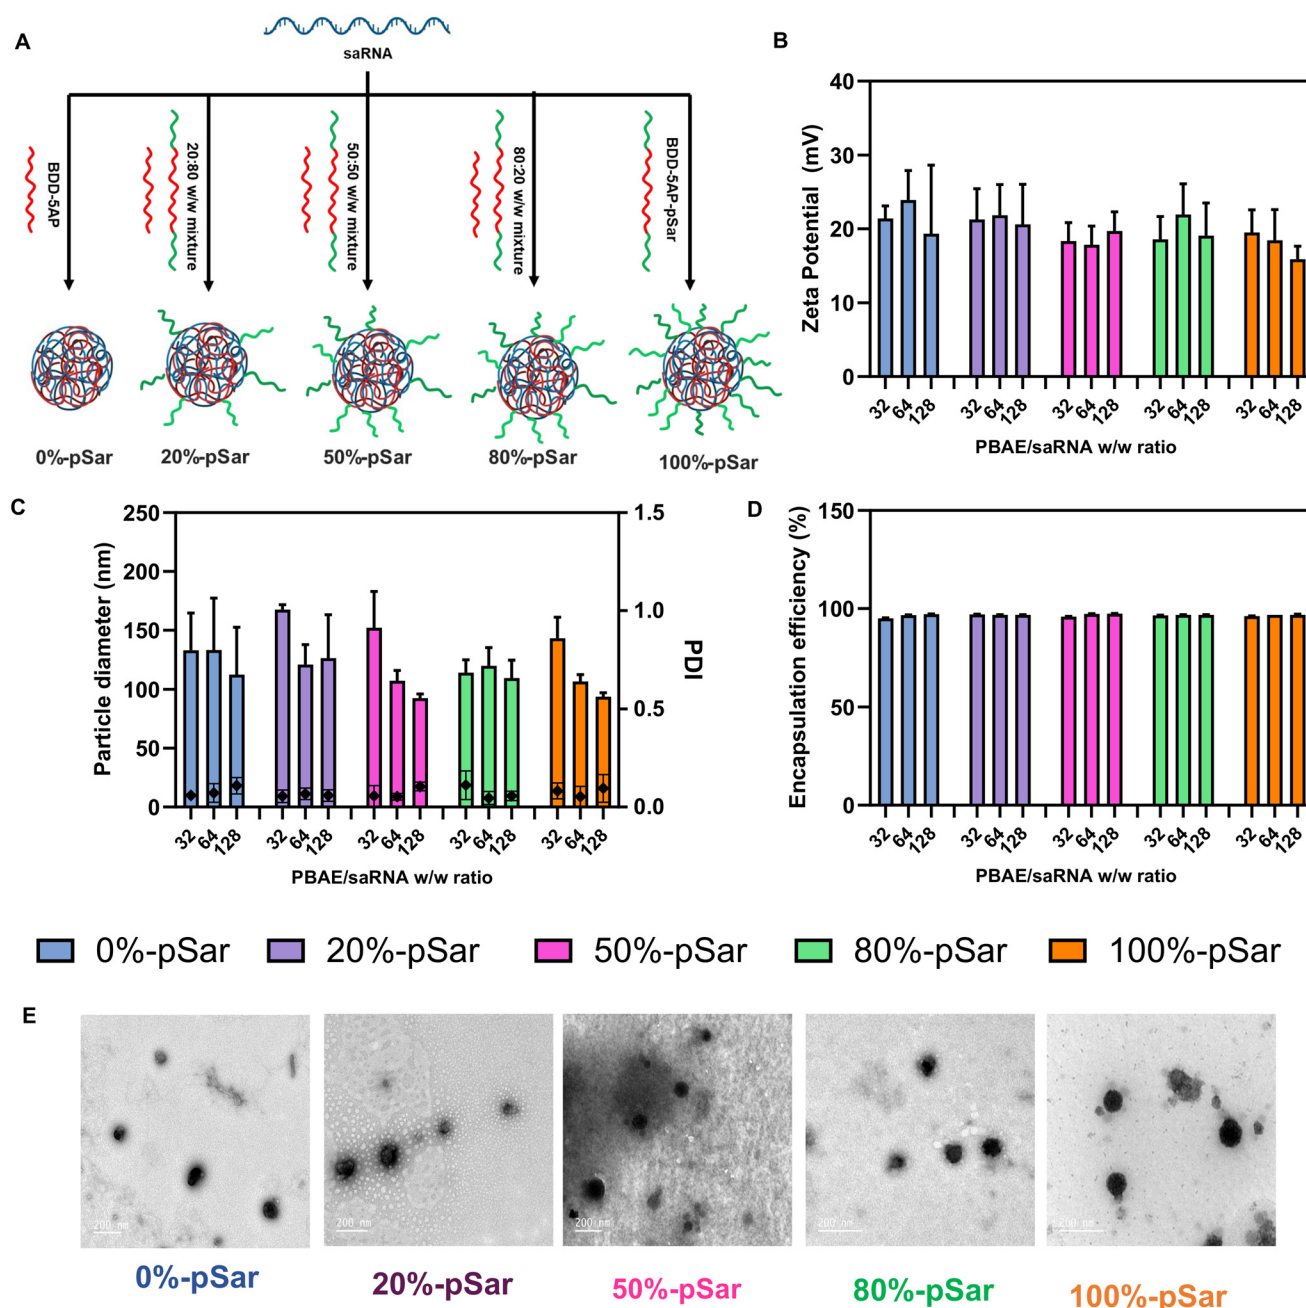 A
saRNA
BDD-5AP
20:80 w/w mixture
50:50 w/w mixture
80:20 w/w mixture
BDD-5AP-pSar
0%-pSar
20%-pSar
50%-pSar
80%-pSar
100%-pSar
B
Zeta Potential (mV)
40
30
20
10
0
32 64 128 32 64 128 32 64 128 32 64 128 32 64 128
PBAE/saRNA w/w ratio
C
Particle diameter (nm)
250
200
150
100
50
0
1.5
1.0
0.5
0.0
PDI
32 64 128 32 64 128 32 64 128 32 64 128 32 64 128
PBAE/saRNA w/w ratio
D
Encapsulation efficiency (%)
150
100
50
0
32 64 128 32 64 128 32 64 128 32 64 128 32 64 128
PBAE/saRNA w/w ratio
0%-pSar 20%-pSar 50%-pSar 80%-pSar 100%-pSar
E
200 nm
200 nm
200 nm
200 nm
200 nm
0%-pSar
20%-pSar
50%-pSar
80%-pSar
100%-pSar